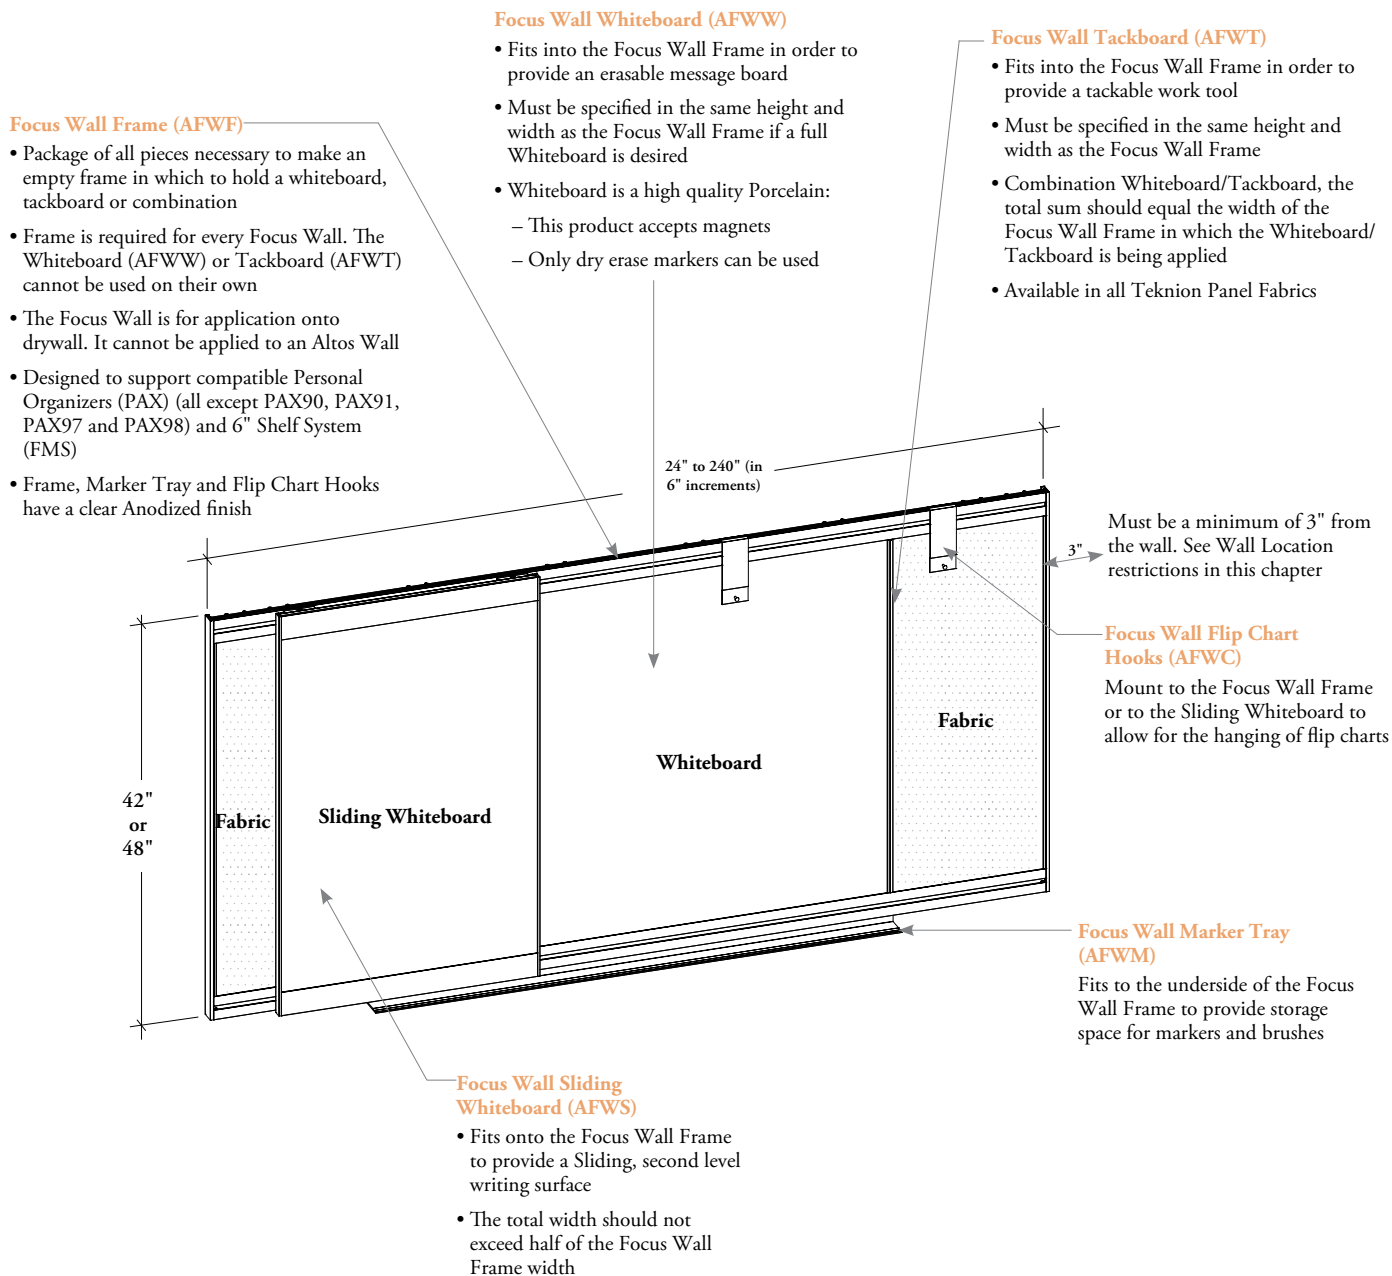 Focus Wall Whiteboard (AFWW)
• Fits into the Focus Wall Frame in order to
provide an erasable message board
• Must be specified in the same height and
width as the Focus Wall Frame if a full
Whiteboard is desired
• Whiteboard is a high quality Porcelain:
– This product accepts magnets
– Only dry erase markers can be used
Focus Wall Tackboard (AFWT)
• Fits into the Focus Wall Frame in order to
provide a tackable work tool
• Must be specified in the same height and
width as the Focus Wall Frame
• Combination Whiteboard/Tackboard, the
total sum should equal the width of the
Focus Wall Frame in which the Whiteboard/
Tackboard is being applied
• Available in all Teknion Panel Fabrics
Focus Wall Frame (AFWF)
• Package of all pieces necessary to make an
empty frame in which to hold a whiteboard,
tackboard or combination
• Frame is required for every Focus Wall. The
Whiteboard (AFWW) or Tackboard (AFWT)
cannot be used on their own
• The Focus Wall is for application onto
drywall. It cannot be applied to an Altos Wall
• Designed to support compatible Personal
Organizers (PAX) (all except PAX90, PAX91,
PAX97 and PAX98) and 6" Shelf System
(FMS)
• Frame, Marker Tray and Flip Chart Hooks
have a clear Anodized finish
24" to 240" (in
6" increments)
3"
Must be a minimum of 3" from
the wall. See Wall Location
restrictions in this chapter
Focus Wall Flip Chart
Hooks (AFWC)
Mount to the Focus Wall Frame
or to the Sliding Whiteboard to
allow for the hanging of flip charts
Fabric
Whiteboard
Sliding Whiteboard
Fabric
42"
or
48"
Focus Wall Marker Tray
(AFWM)
Fits to the underside of the Focus
Wall Frame to provide storage
space for markers and brushes
Focus Wall Sliding
Whiteboard (AFWS)
• Fits onto the Focus Wall Frame
to provide a Sliding, second level
writing surface
• The total width should not
exceed half of the Focus Wall
Frame width